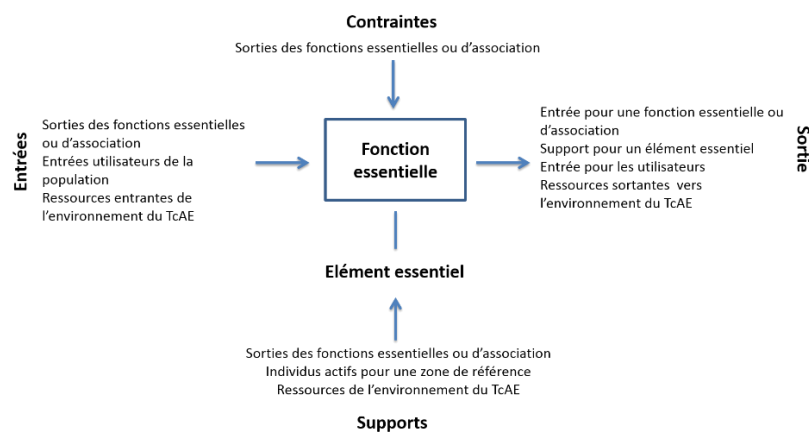 Contraintes
Sorties des fonctions essentielles ou d'association
Entrées
Sorties des fonctions essentielles
ou d'association
Entrées utilisateurs de la
population
Ressources entrantes de
l'environnement du TcAE
Fonction
essentielle
Entrée pour une fonction essentielle ou
d'association
Support pour un élément essentiel
Entrée pour les utilisateurs
Ressources sortantes vers
l'environnement du TcAE
Sortie
Elément essentiel
Sorties des fonctions essentielles ou d'association
Individus actifs pour une zone de référence
Ressources de l'environnement du TcAE
Supports